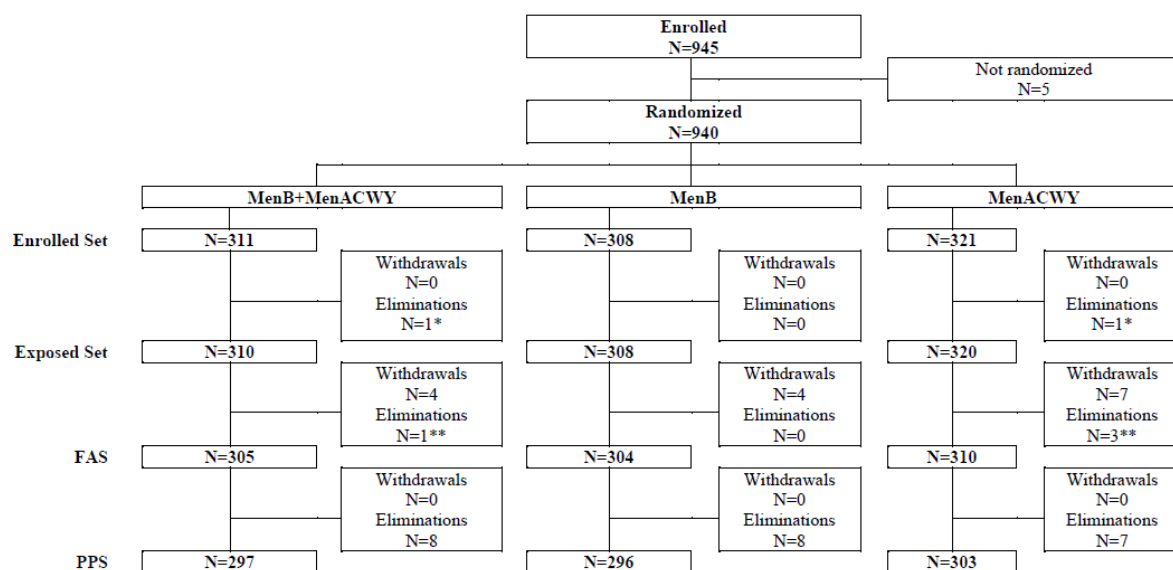 Enrolled
N=945
Not randomized
N=5
Randomized
N=940
MenB+MenACWY
MenB
MenACWY
Enrolled Set
N=311
N=308
N=321
Withdrawals
N=0
Eliminations
N=1*
Withdrawals
N=0
Eliminations
N=0
Withdrawals
N=0
Eliminations
N=1*
Exposed Set
N=310
N=308
N=320
Withdrawals
N=4
Eliminations
N=1**
Withdrawals
N=4
Eliminations
N=0
Withdrawals
N=7
Eliminations
N=3**
FAS
N=305
N=304
N=310
Withdrawals
N=0
Eliminations
N=8
Withdrawals
N=0
Eliminations
N=8
Withdrawals
N=0
Eliminations
N=7
PPS
N=297
N=296
N=303